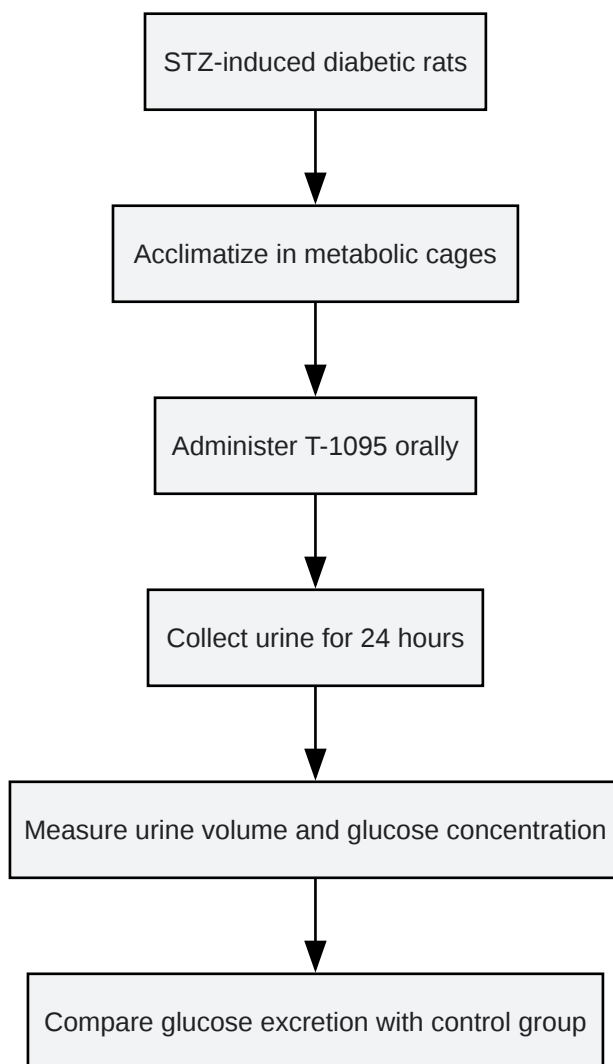 STZ-induced diabetic rats
Acclimatize in metabolic cages
Administer T-1095 orally
Collect urine for 24 hours
Measure urine volume and glucose concentration
Compare glucose excretion with control group